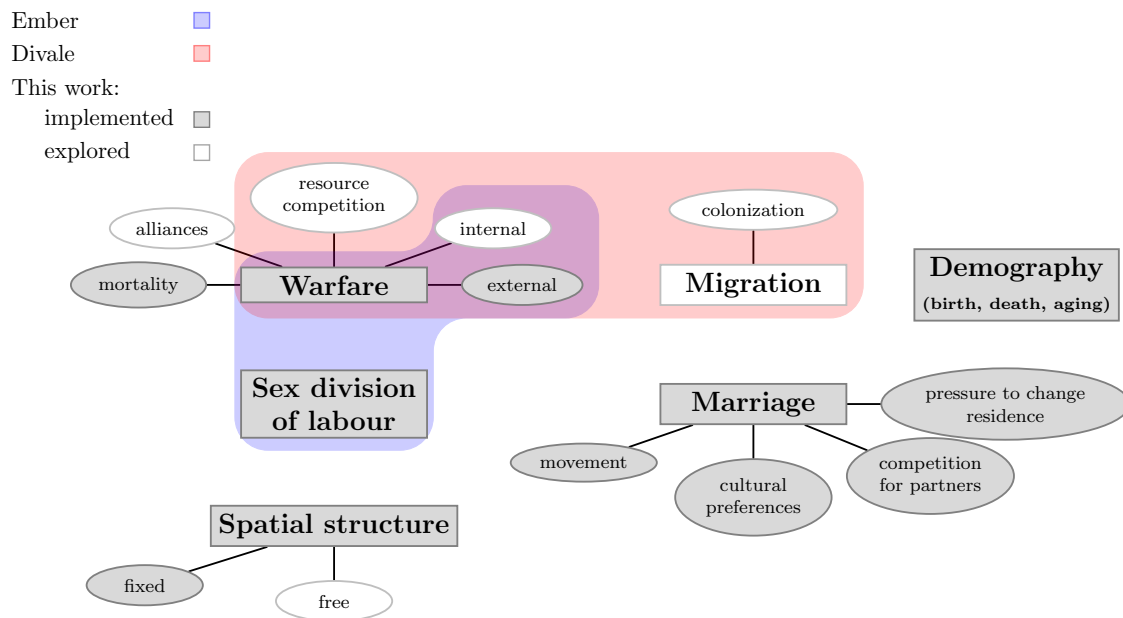 Ember
Divale
This work:
implemented
explored
resource
competition
alliances
internal
colonization
mortality
Warfare
external
Migration
Demography
(birth, death, aging)
Sex division
of labour
Marriage
pressure to change
residence
movement
cultural
preferences
competition
for partners
Spatial structure
fixed
free